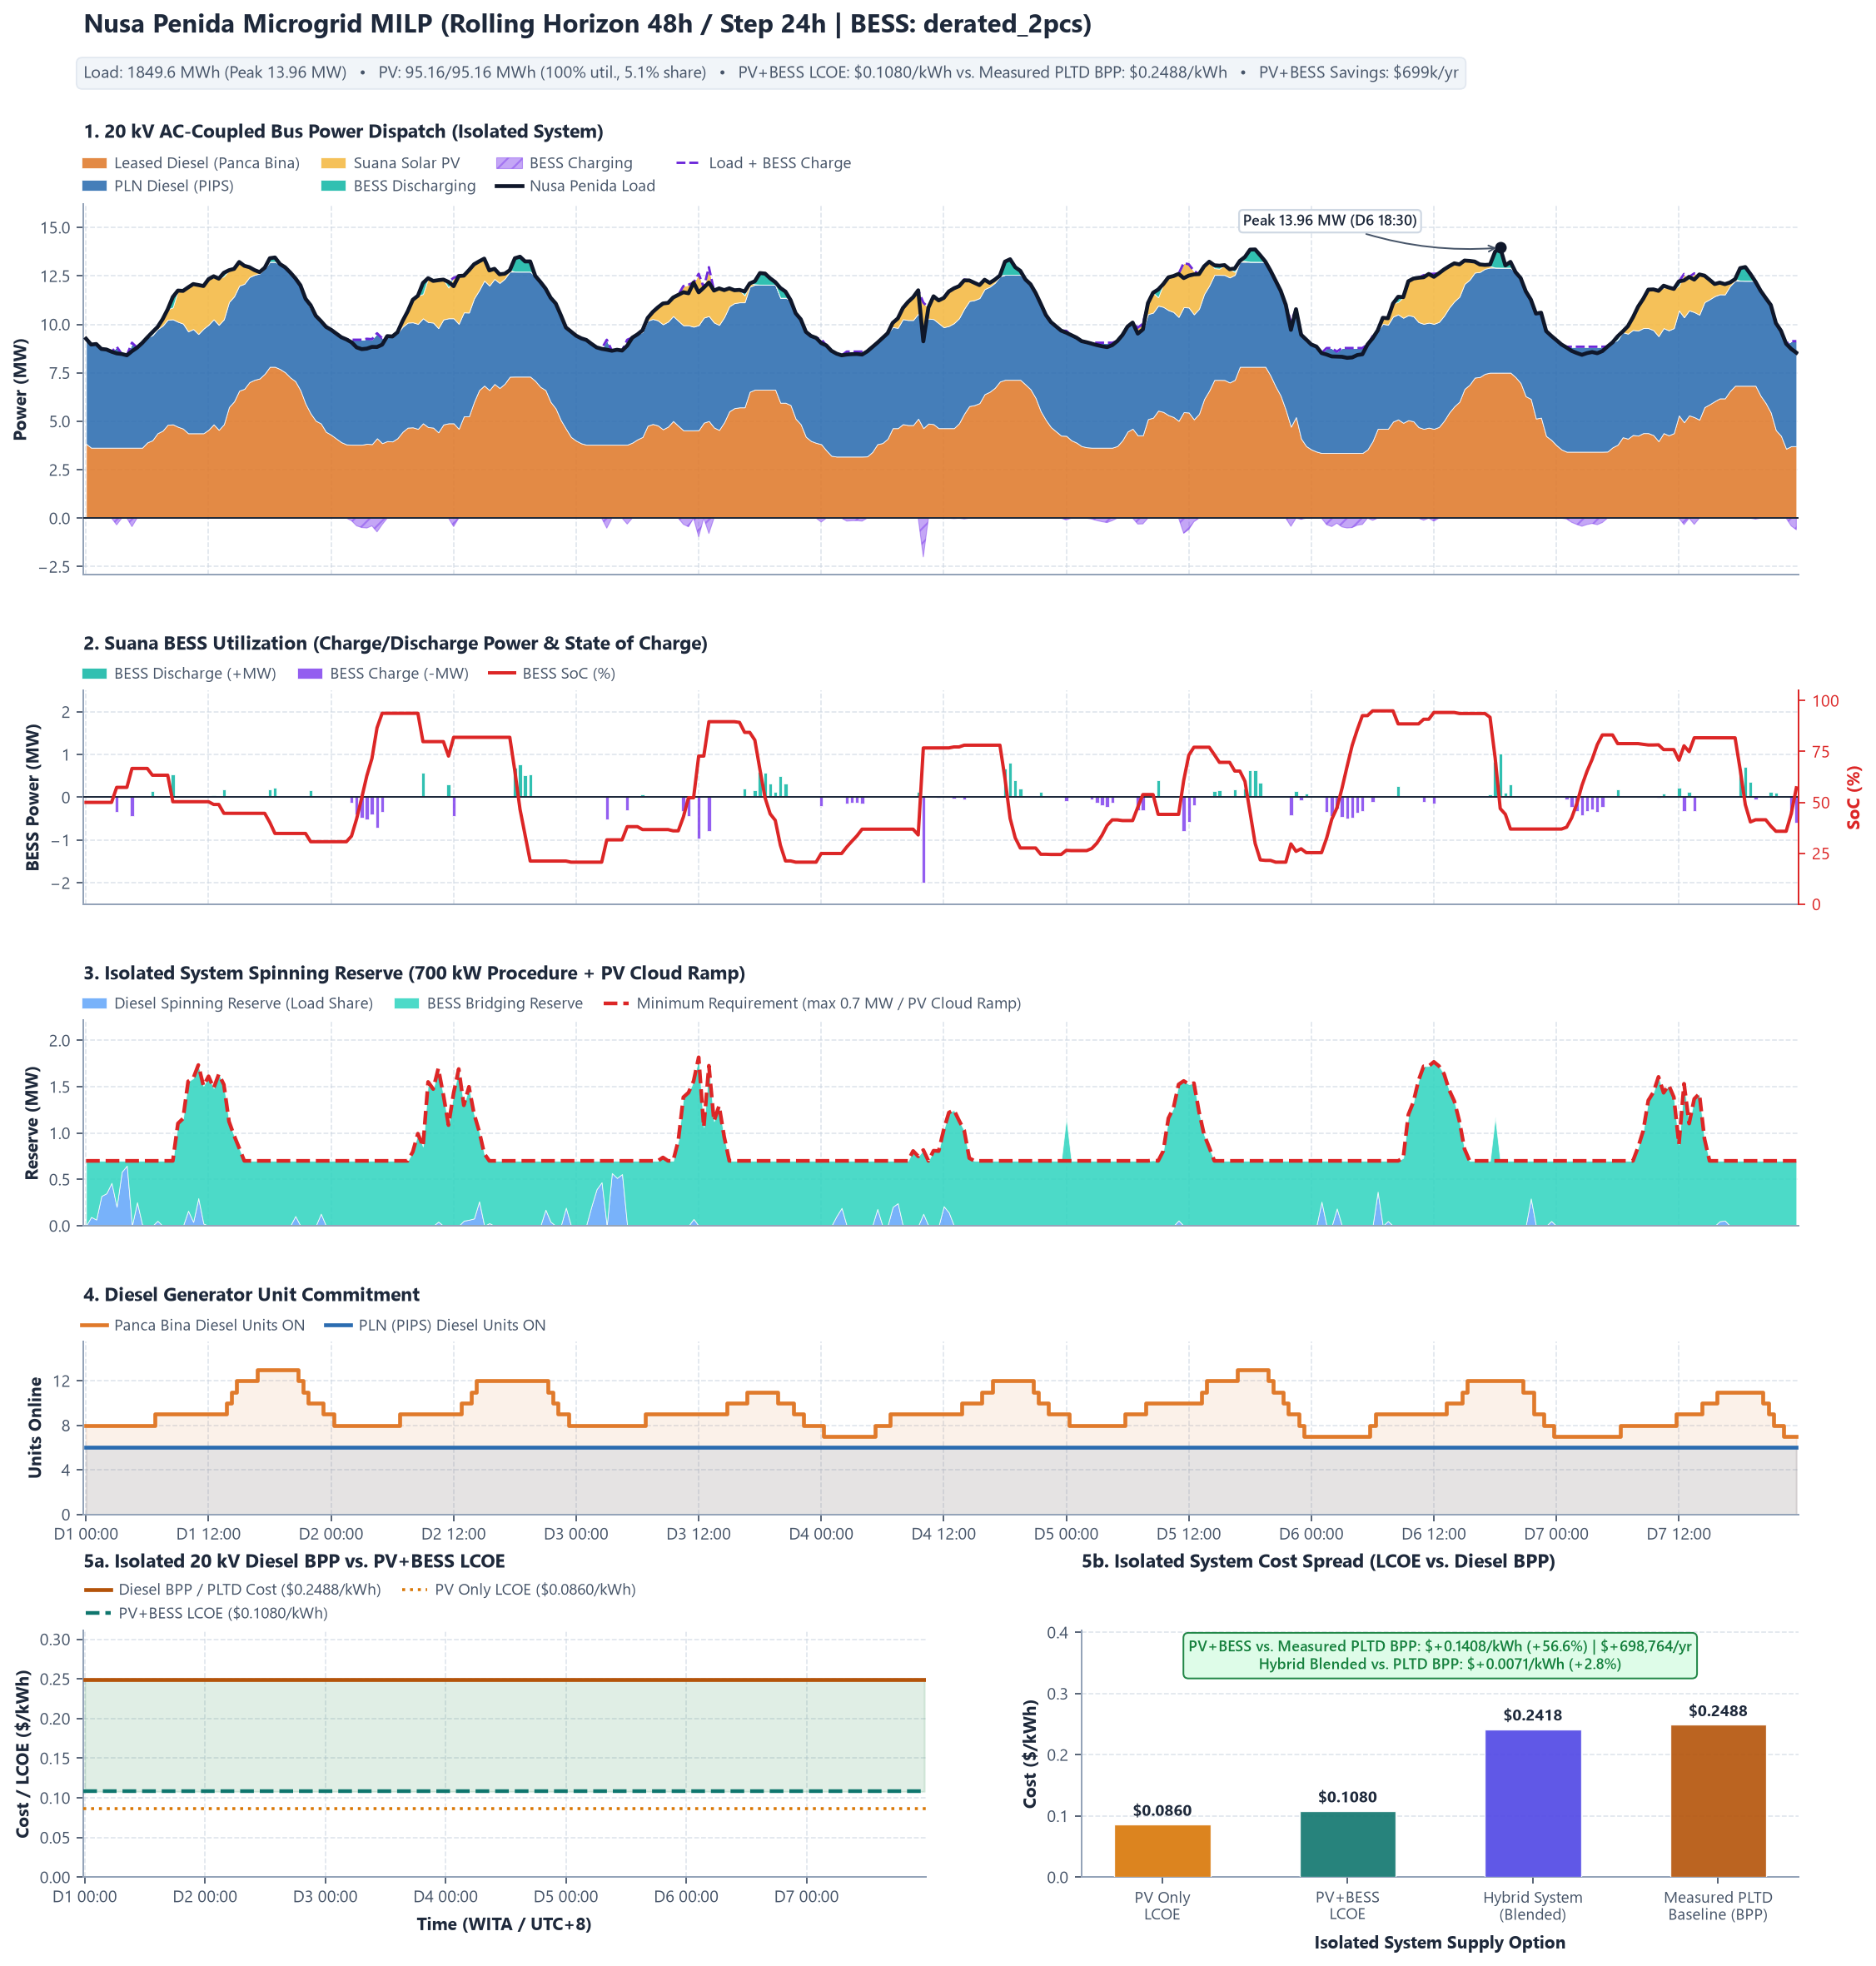 Nusa Penida Microgrid MILP (Rolling Horizon 48h / Step 24h | BESS: derated_2pcs)
Load: 1849.6 MWh (Peak 13.96 MW) • PV: 95.16/95.16 MWh (100% util., 5.1% share) • PV+BESS LCOE: $0.1080/kWh vs. Measured PLTD BPP: $0.2488/kWh • PV+BESS Savings: $699k/yr
1. 20 kV AC-Coupled Bus Power Dispatch (Isolated System)
Leased Diesel (Panca Bina) Suana Solar PV BESS Charging Load + BESS Charge
PLN Diesel (PIPS) BESS Discharging Nusa Penida Load
Peak 13.96 MW (D6 18:30)
15.0
12.5
10.0
7.5
5.0
2.5
0.0
−2.5
Power (MW)
2. Suana BESS Utilization (Charge/Discharge Power & State of Charge)
BESS Discharge (+MW) BESS Charge (-MW) BESS SoC (%)
2
1
0
−1
−2
BESS Power (MW)
100
75
50
25
0
SoC (%)
3. Isolated System Spinning Reserve (700 kW Procedure + PV Cloud Ramp)
Diesel Spinning Reserve (Load Share) BESS Bridging Reserve Minimum Requirement (max 0.7 MW / PV Cloud Ramp)
2.0
1.5
1.0
0.5
0.0
Reserve (MW)
4. Diesel Generator Unit Commitment
Panca Bina Diesel Units ON PLN (PIPS) Diesel Units ON
12
8
4
0
Units Online
D1 00:00 D1 12:00 D2 00:00 D2 12:00 D3 00:00 D3 12:00 D4 00:00 D4 12:00 D5 00:00 D5 12:00 D6 00:00 D6 12:00 D7 00:00 D7 12:00
5a. Isolated 20 kV Diesel BPP vs. PV+BESS LCOE
Diesel BPP / PLTD Cost ($0.2488/kWh) PV Only LCOE ($0.0860/kWh)
PV+BESS LCOE ($0.1080/kWh)
0.30
0.25
0.20
0.15
0.10
0.05
0.00
Cost / LCOE ($/kWh)
D1 00:00 D2 00:00 D3 00:00 D4 00:00 D5 00:00 D6 00:00 D7 00:00
Time (WITA / UTC+8)
5b. Isolated System Cost Spread (LCOE vs. Diesel BPP)
PV+BESS vs. Measured PLTD BPP: $+0.1408/kWh (+56.6%) | $+698,764/yr
Hybrid Blended vs. PLTD BPP: $+0.0071/kWh (+2.8%)
0.4
0.3
0.2
0.1
0.0
Cost ($/kWh)
$0.0860
$0.1080
$0.2418
$0.2488
PV Only
LCOE
PV+BESS
LCOE
Hybrid System
(Blended)
Measured PLTD
Baseline (BPP)
Isolated System Supply Option